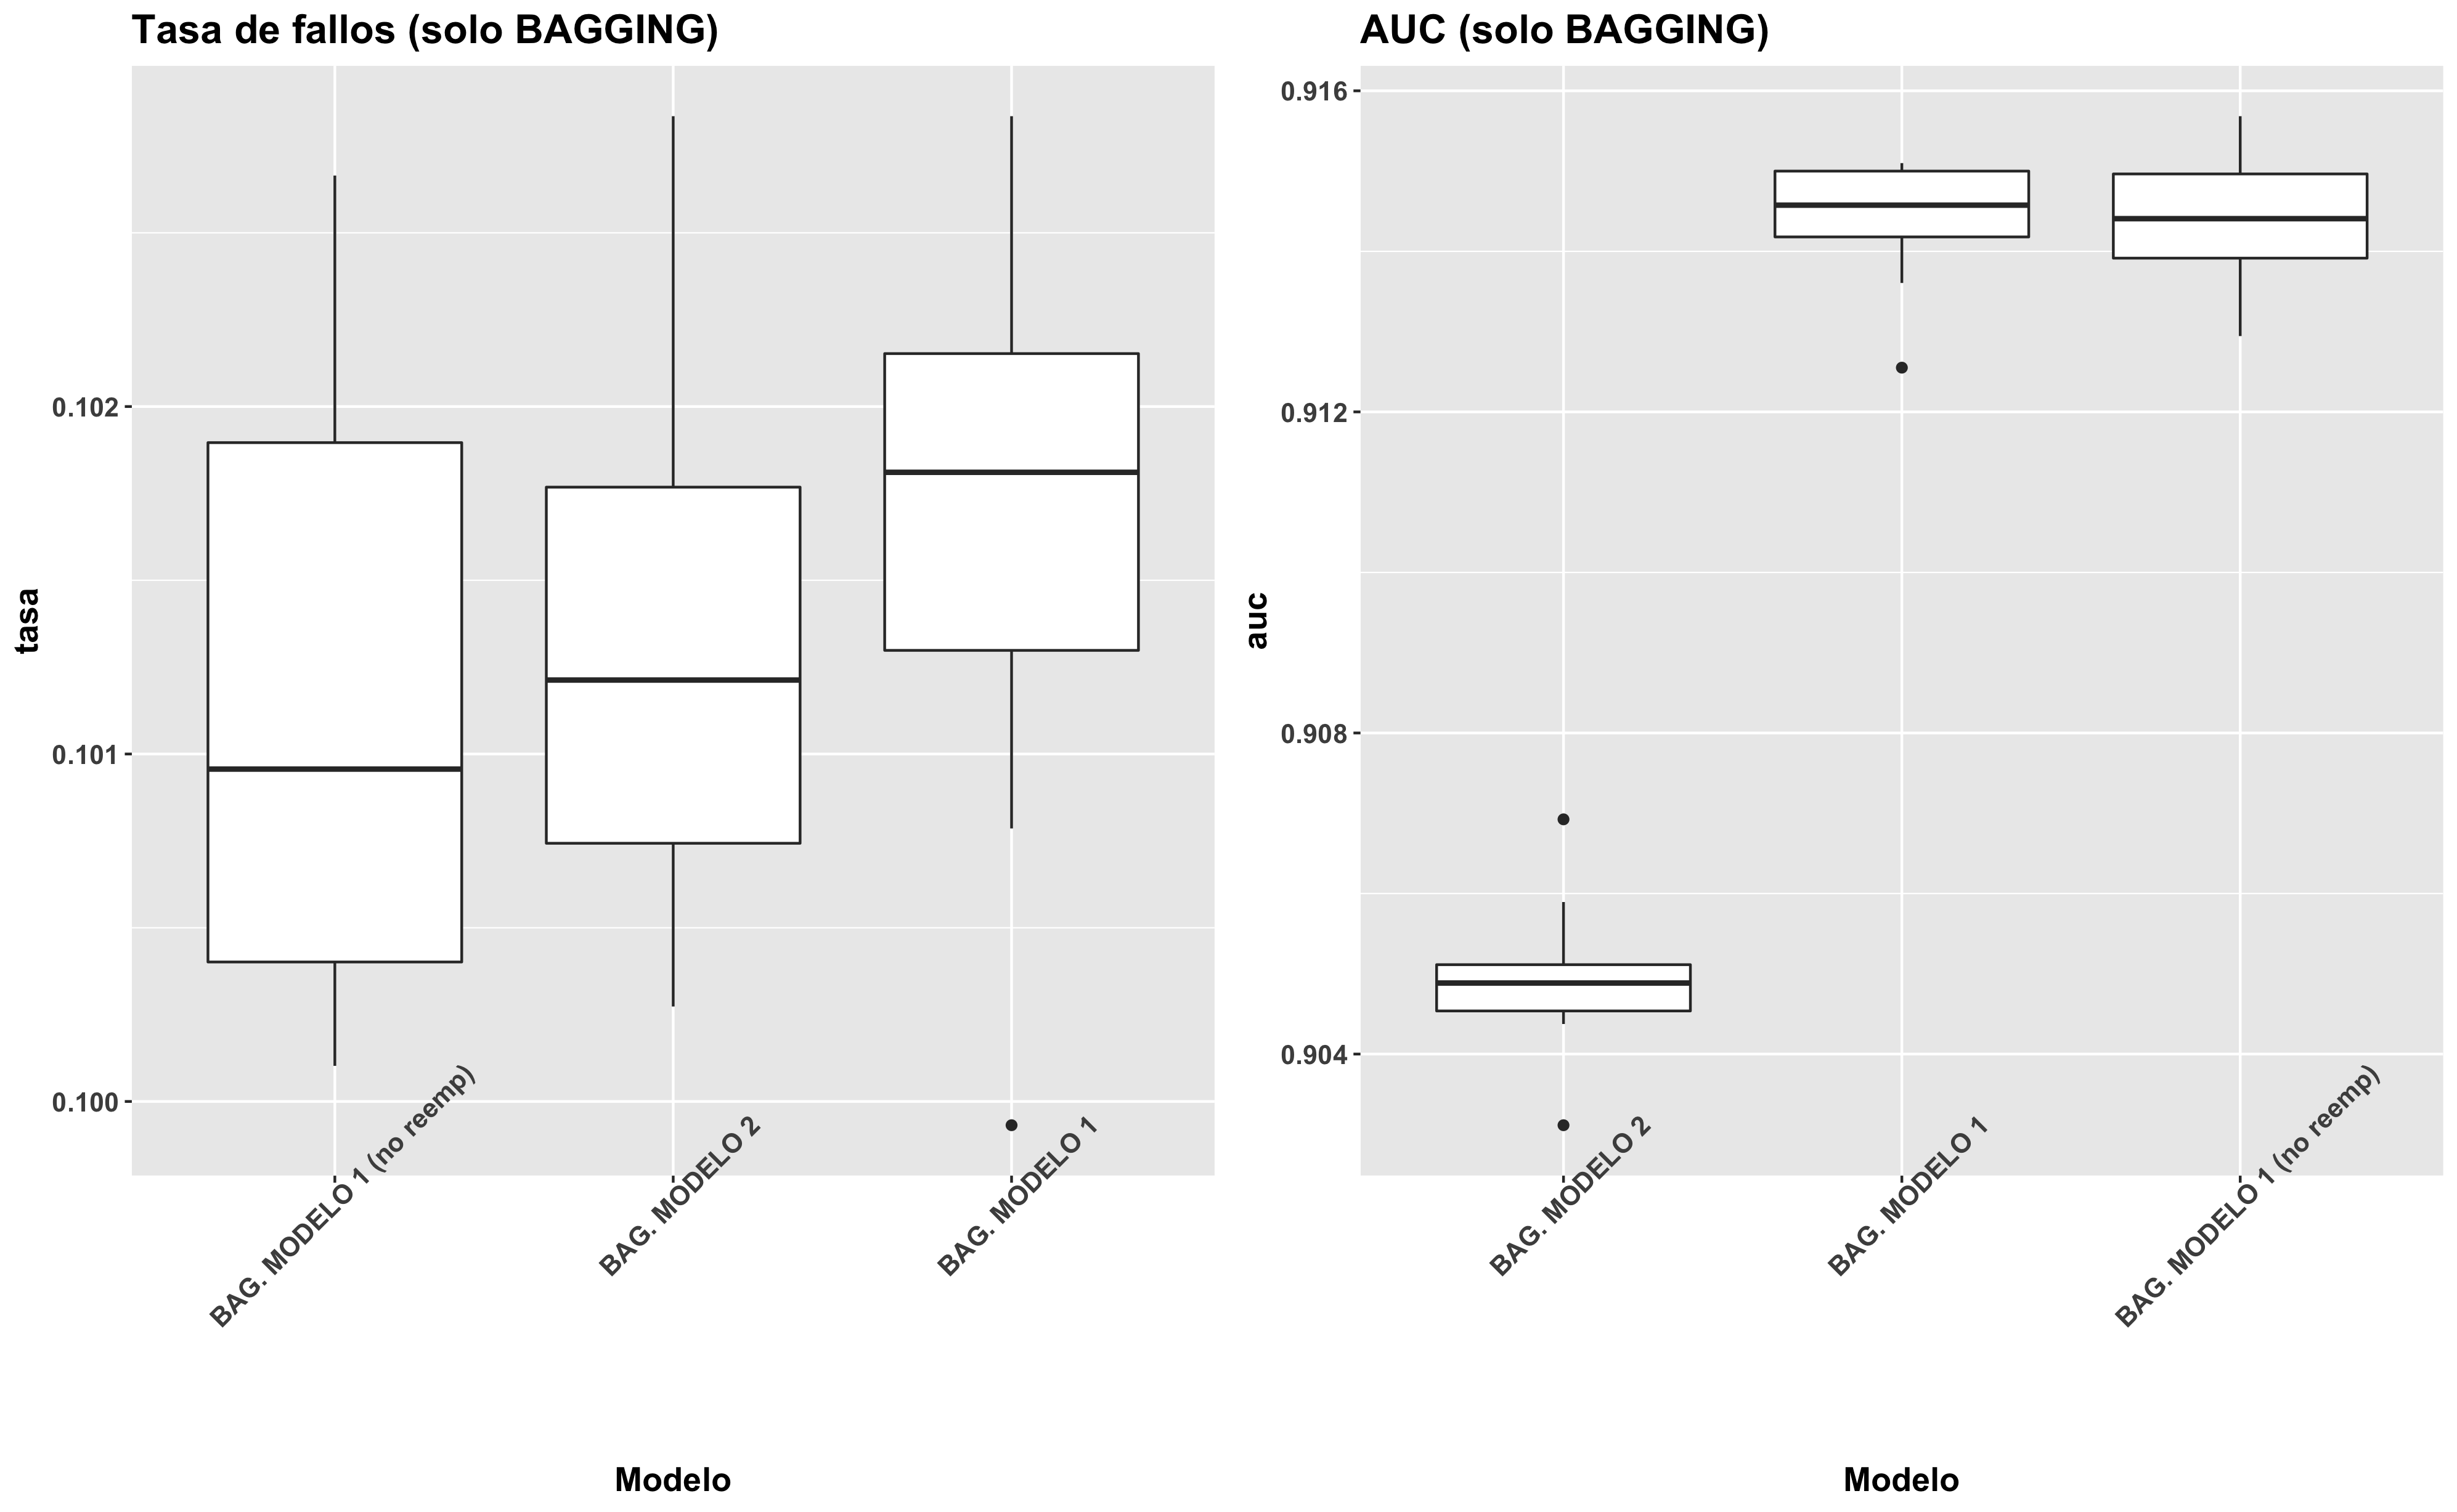 Tasa de fallos (solo BAGGING)
tasa
0.102
0.101
0.100
BAG. MODELO 1 (no reemp)
BAG. MODELO 2
BAG. MODELO 1
Modelo
AUC (solo BAGGING)
auc
0.916
0.912
0.908
0.904
BAG. MODELO 2
BAG. MODELO 1
BAG. MODELO 1 (no reemp)
Modelo